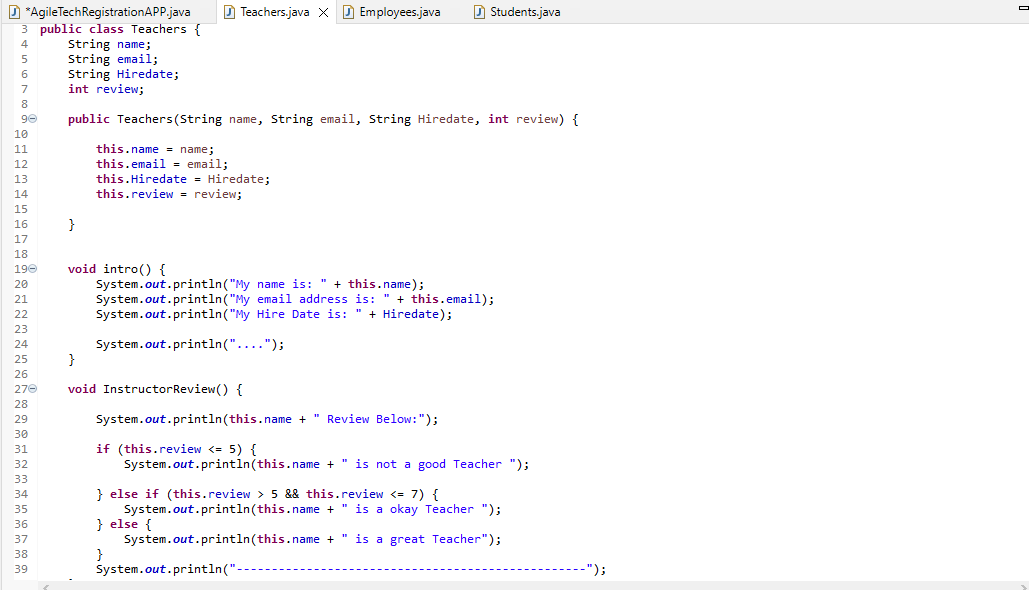 *AgileTechRegistrationAPP.java Teachers.java Employees.java Students.java
3 public class Teachers {
4 String name;
5 String email;
6 String Hiredate;
7 int review;
8
9 public Teachers(String name, String email, String Hiredate, int review) {
10
11 this.name = name;
12 this.email = email;
13 this.Hiredate = Hiredate;
14 this.review = review;
15
16 }
17
18
19 void intro() {
20 System.out.println("My name is: " + this.name);
21 System.out.println("My email address is: " + this.email);
22 System.out.println("My Hire Date is: " + Hiredate);
23
24 System.out.println("....");
25 }
26
27 void InstructorReview() {
28
29 System.out.println(this.name + " Review Below:");
30
31 if (this.review <= 5) {
32 System.out.println(this.name + " is not a good Teacher ");
33
34 } else if (this.review > 5 && this.review <= 7) {
35 System.out.println(this.name + " is a okay Teacher ");
36 } else {
37 System.out.println(this.name + " is a great Teacher");
38 }
39 System.out.println("--------------------------------------------------");